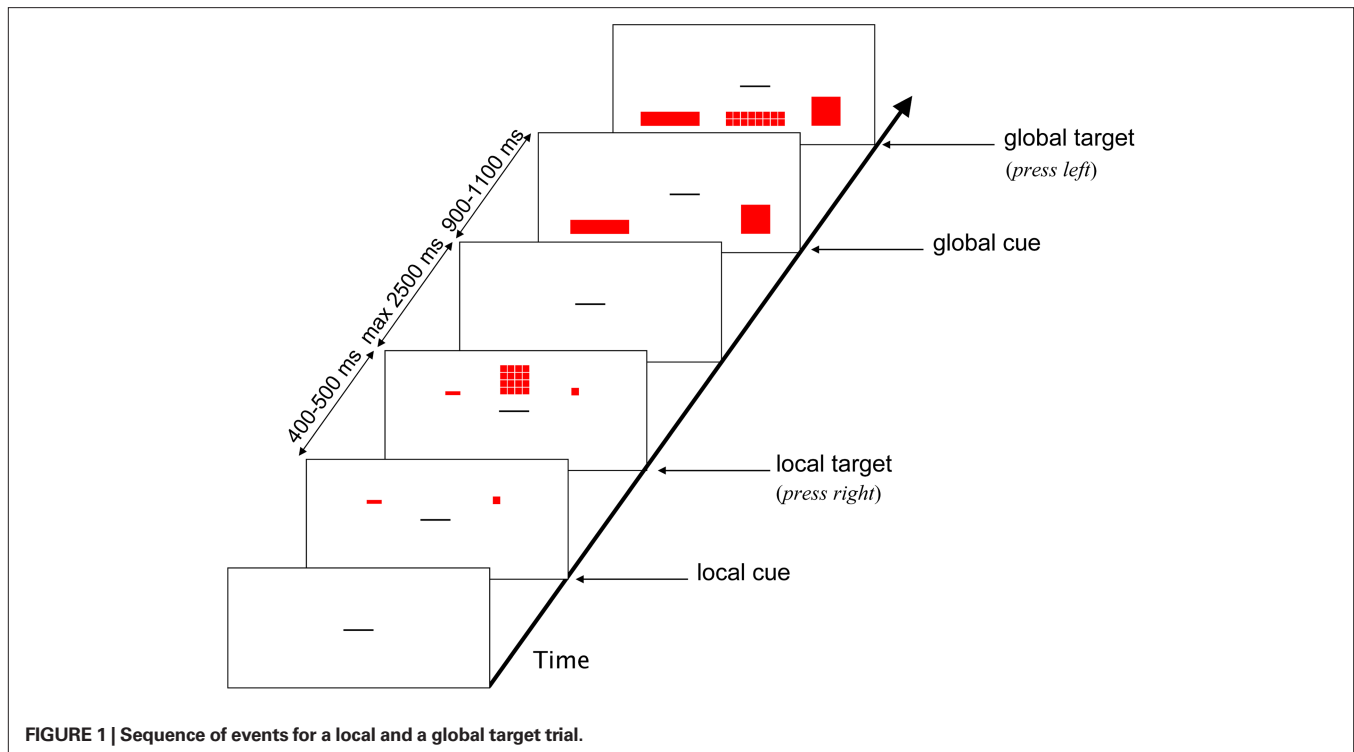 global target
(press left)
global cue
900-1100 ms
max 2500 ms
400-500 ms
local target
(press right)
local cue
Time
FIGURE 1 | Sequence of events for a local and a global target trial.